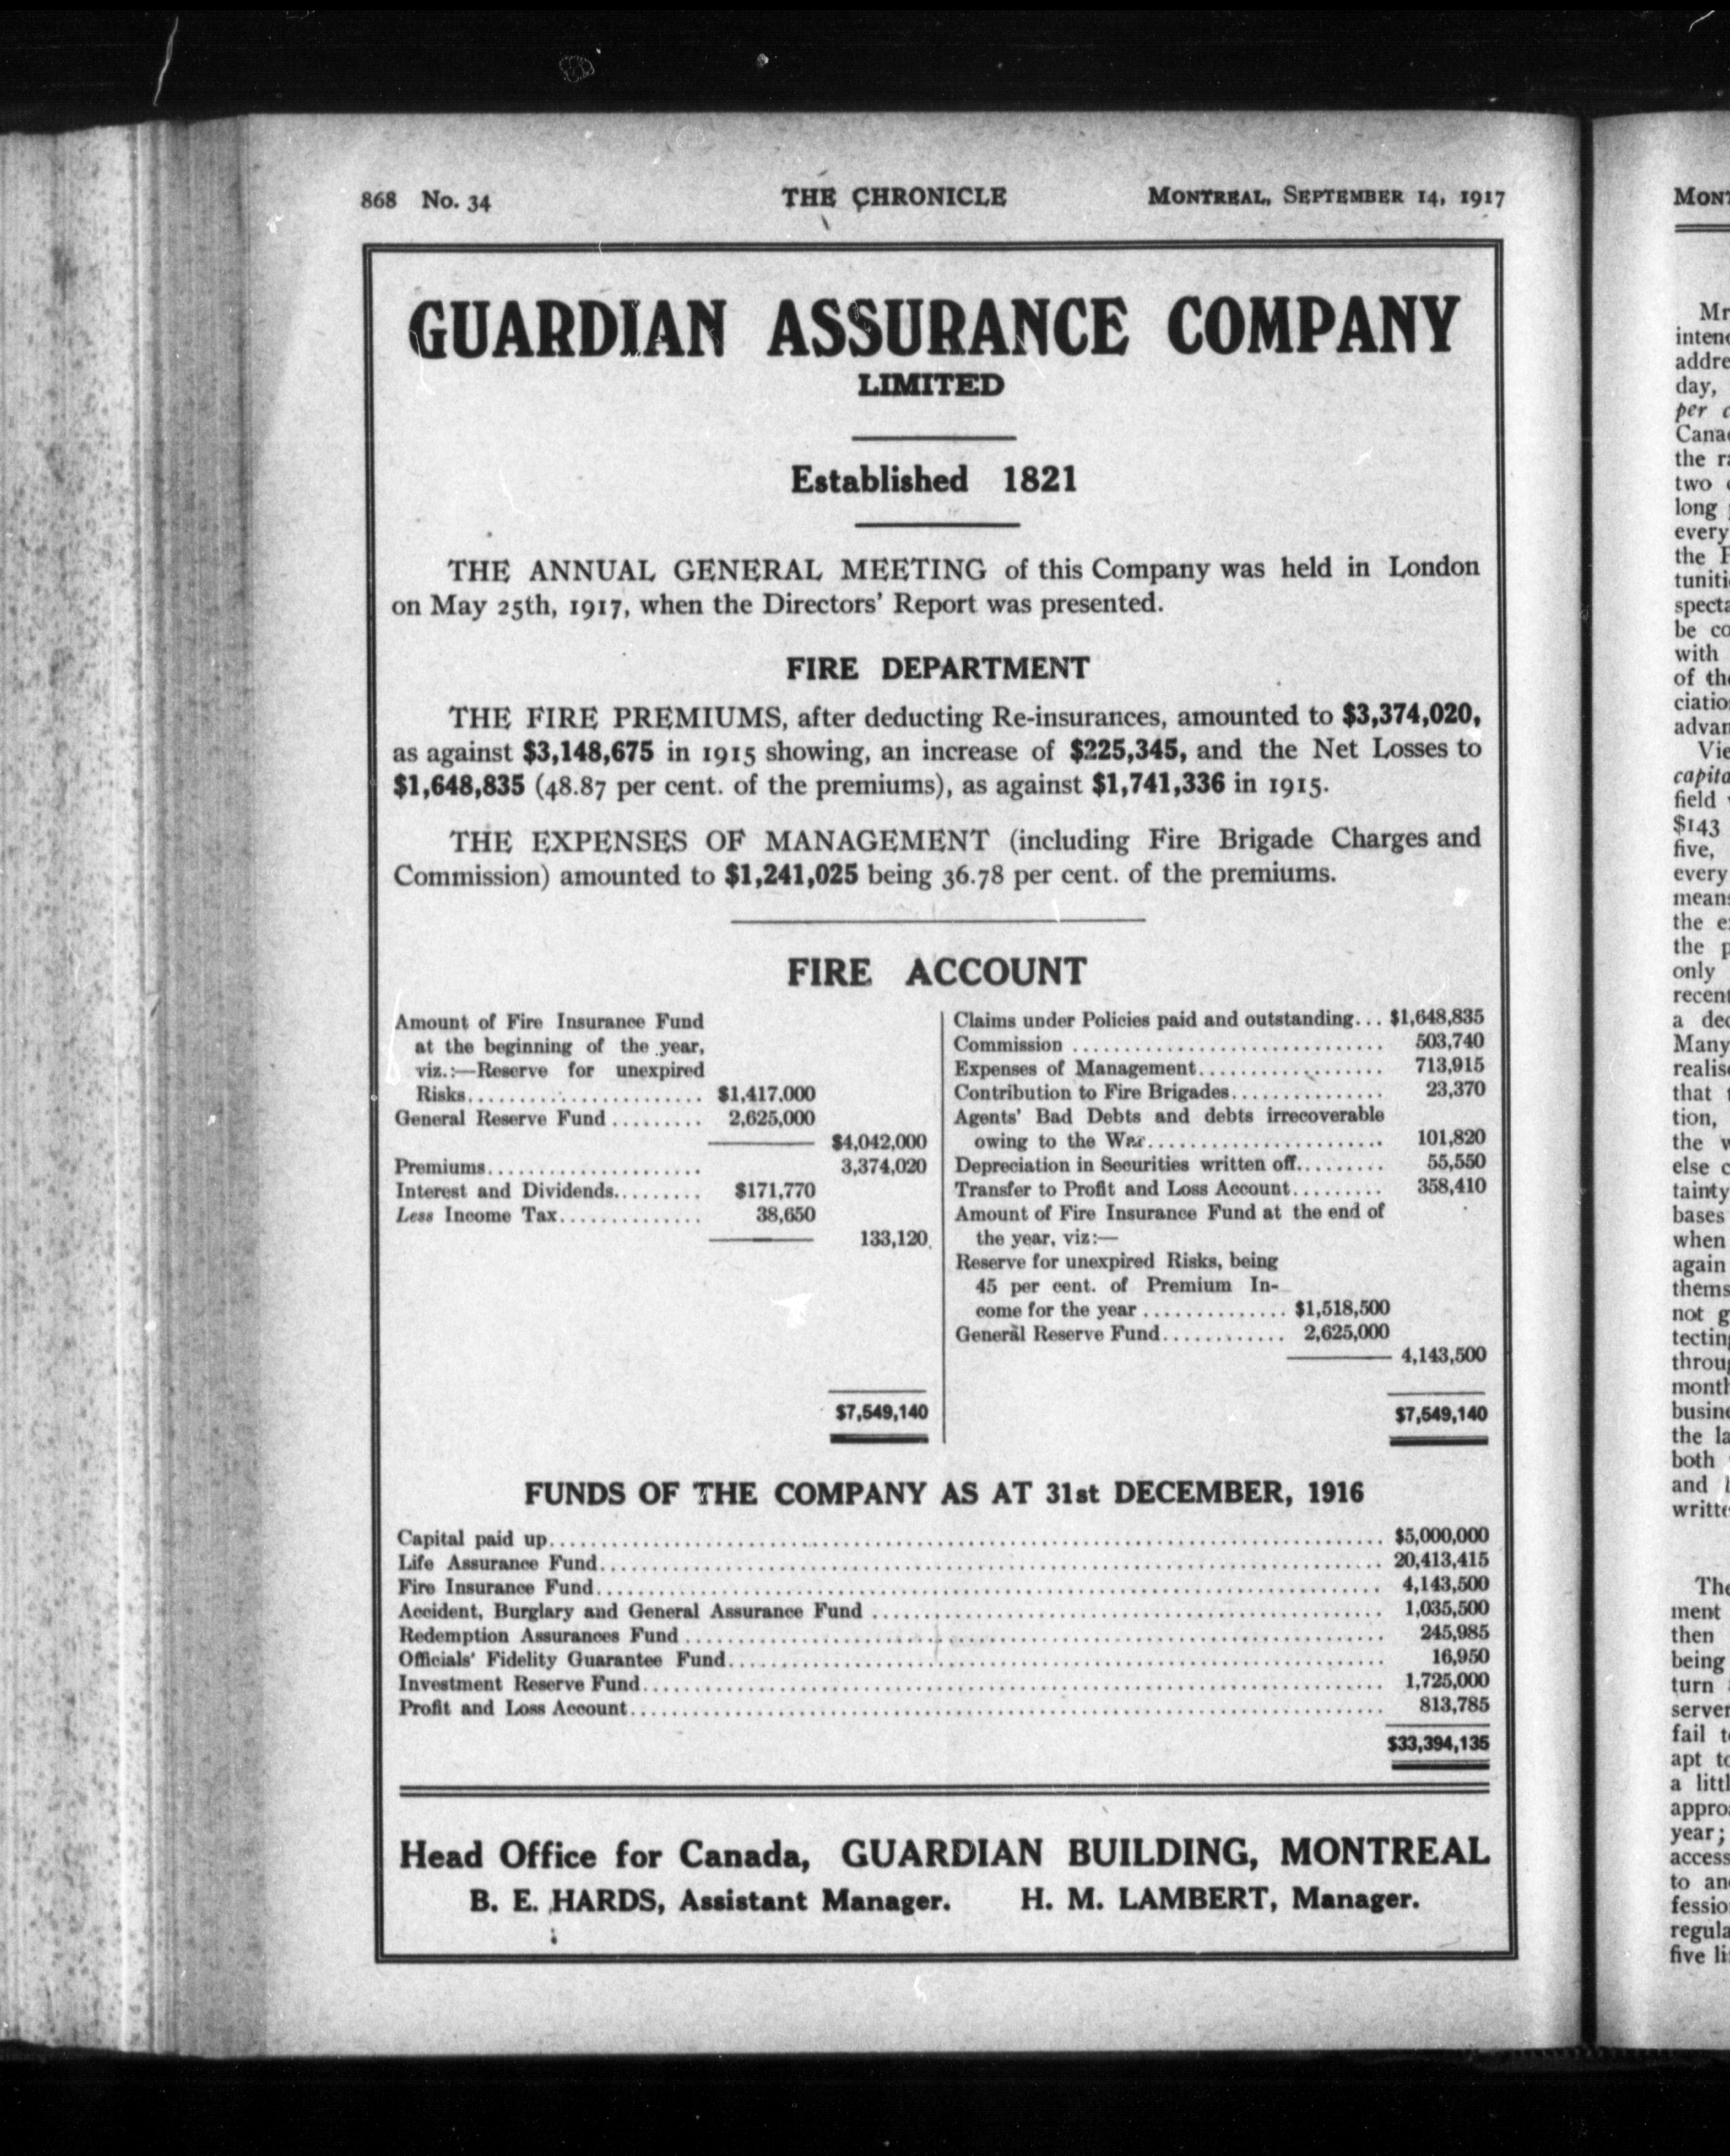 868 No. 34 THE CHRONICLE MONTREAL, SEPTEMBER 14, 1917
GUARDIAN ASSURANCE COMPANY
LIMITED
Established 1821
THE ANNUAL GENERAL MEETING of this Company was held in London
on May 25th, 1917, when the Directors' Report was presented.
FIRE DEPARTMENT
THE FIRE PREMIUMS, after deducting Re-insurances, amounted to $3,374,020,
as against $3,148,675 in 1915 showing, an increase of $225,345, and the Net Losses to
$1,648,835 (48.87 per cent. of the premiums), as against $1,741,336 in 1915.
THE EXPENSES OF MANAGEMENT (including Fire Brigade Charges and
Commission) amounted to $1,241,025 being 36.78 per cent. of the premiums.
FIRE ACCOUNT
Amount of Fire Insurance Fund
at the beginning of the year,
viz.:—Reserve for unexpired
Risks...................... $1,417,000
General Reserve Fund ......... 2,625,000
$4,042,000
Premiums..................... 3,374,020
Interest and Dividends......... $171,770
Less Income Tax.............. 38,650
133,120
$7,549,140
Claims under Policies paid and outstanding... $1,648,835
Commission .............................. 503,740
Expenses of Management.................. 713,915
Contribution to Fire Brigades............... 23,370
Agents' Bad Debts and debts irrecoverable
owing to the War....................... 101,820
Depreciation in Securities written off......... 55,550
Transfer to Profit and Loss Account......... 358,410
Amount of Fire Insurance Fund at the end of
the year, viz:—
Reserve for unexpired Risks, being
45 per cent. of Premium In-
come for the year .............. $1,518,500
General Reserve Fund............ 2,625,000
4,143,500
$7,549,140
FUNDS OF THE COMPANY AS AT 31st DECEMBER, 1916
Capital paid up.................... $5,000,000
Life Assurance Fund.................... 20,413,415
Fire Insurance Fund.................... 4,143,500
Accident, Burglary and General Assurance Fund .................... 1,035,500
Redemption Assurances Fund .................... 245,985
Officials' Fidelity Guarantee Fund.................... 16,950
Investment Reserve Fund.................... 1,725,000
Profit and Loss Account.................... 813,785
$33,394,135
Head Office for Canada, GUARDIAN BUILDING, MONTREAL
B. E. HARDS, Assistant Manager. H. M. LAMBERT, Manager.